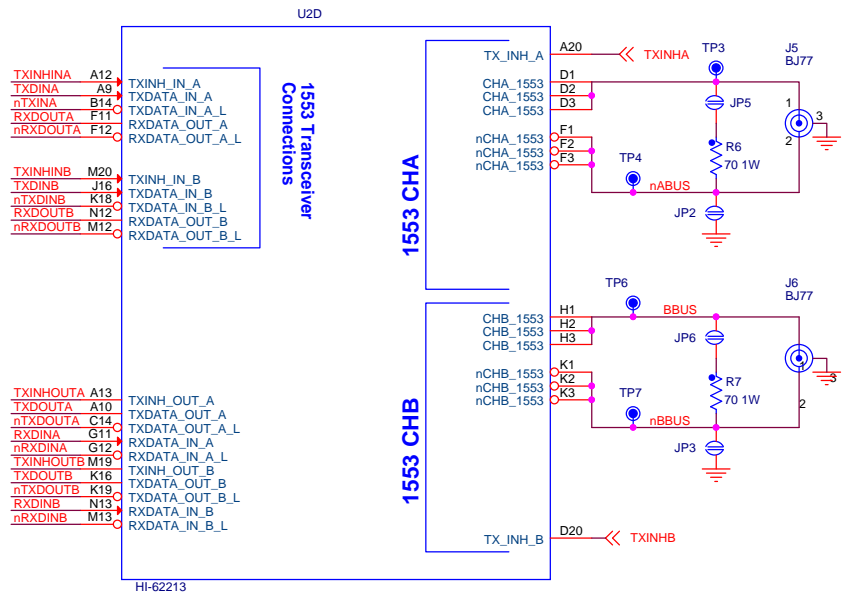 U2D
TXINHINA A12 TXINH_IN_A
TXDINA A9 TXDATA_IN_A
nTXINA B14 TXDATA_IN_A_L
RXDOUTA F11 RXDATA_OUT_A
nRXDOUTA F12 RXDATA_OUT_A_L
TXINHINB M20 TXINH_IN_B
TXDINB J16 TXDATA_IN_B
nTXDINB K18 TXDATA_IN_B_L
RXDOUTB N12 RXDATA_OUT_B
nRXDOUTB M12 RXDATA_OUT_B_L
1553 Transceiver
Connections
TXINHOUTA A13 TXINH_OUT_A
TXDOUTA A10 TXDATA_OUT_A
nTXDOUTA C14 TXDATA_OUT_A_L
RXDINA G11 RXDATA_IN_A
nRXDINA G12 RXDATA_IN_A_L
TXINHOUTB M19 TXINH_OUT_B
TXDOUTB K16 TXDATA_OUT_B
nTXDOUTB K19 TXDATA_OUT_B_L
RXDINB N13 RXDATA_IN_B
nRXDINB M13 RXDATA_IN_B_L
HI-62213
1553 CHA
TX_INH_A A20 TXINHA
CHA_1553 D1
CHA_1553 D2
CHA_1553 D3
nCHA_1553 F1
nCHA_1553 F2
nCHA_1553 F3
TP3
J5
BJ77
JP5
1
3
2
R6
70 1W
TP4
nABUS
JP2
1553 CHB
CHB_1553 H1
CHB_1553 H2
CHB_1553 H3
nCHB_1553 K1
nCHB_1553 K2
nCHB_1553 K3
TP6
BBUS
J6
BJ77
JP6
1
3
2
R7
70 1W
TP7
nBBUS
JP3
TX_INH_B D20 TXINHB